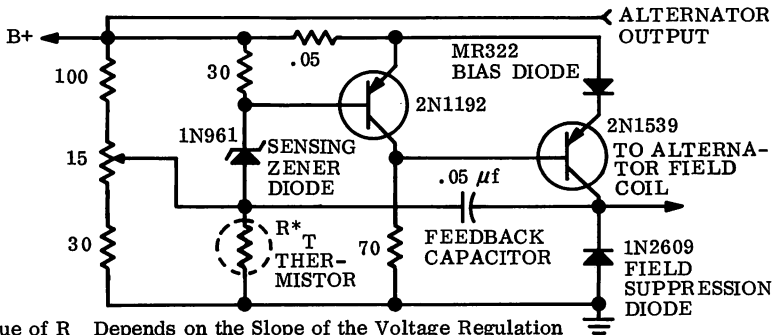 ALTERNATOR
OUTPUT
B+
.05
MR322
BIAS DIODE
100
30
2N1192
2N1539
1N961
SENSING
ZENER
DIODE
TO ALTERNA-
TOR FIELD
COIL
15
.05 μf
R*
T
THER-
MISTOR
30
70
FEEDBACK
CAPACITOR
1N2609
FIELD
SUPPRESSION
DIODE
ue of R Depends on the Slope of the Voltage Regulation